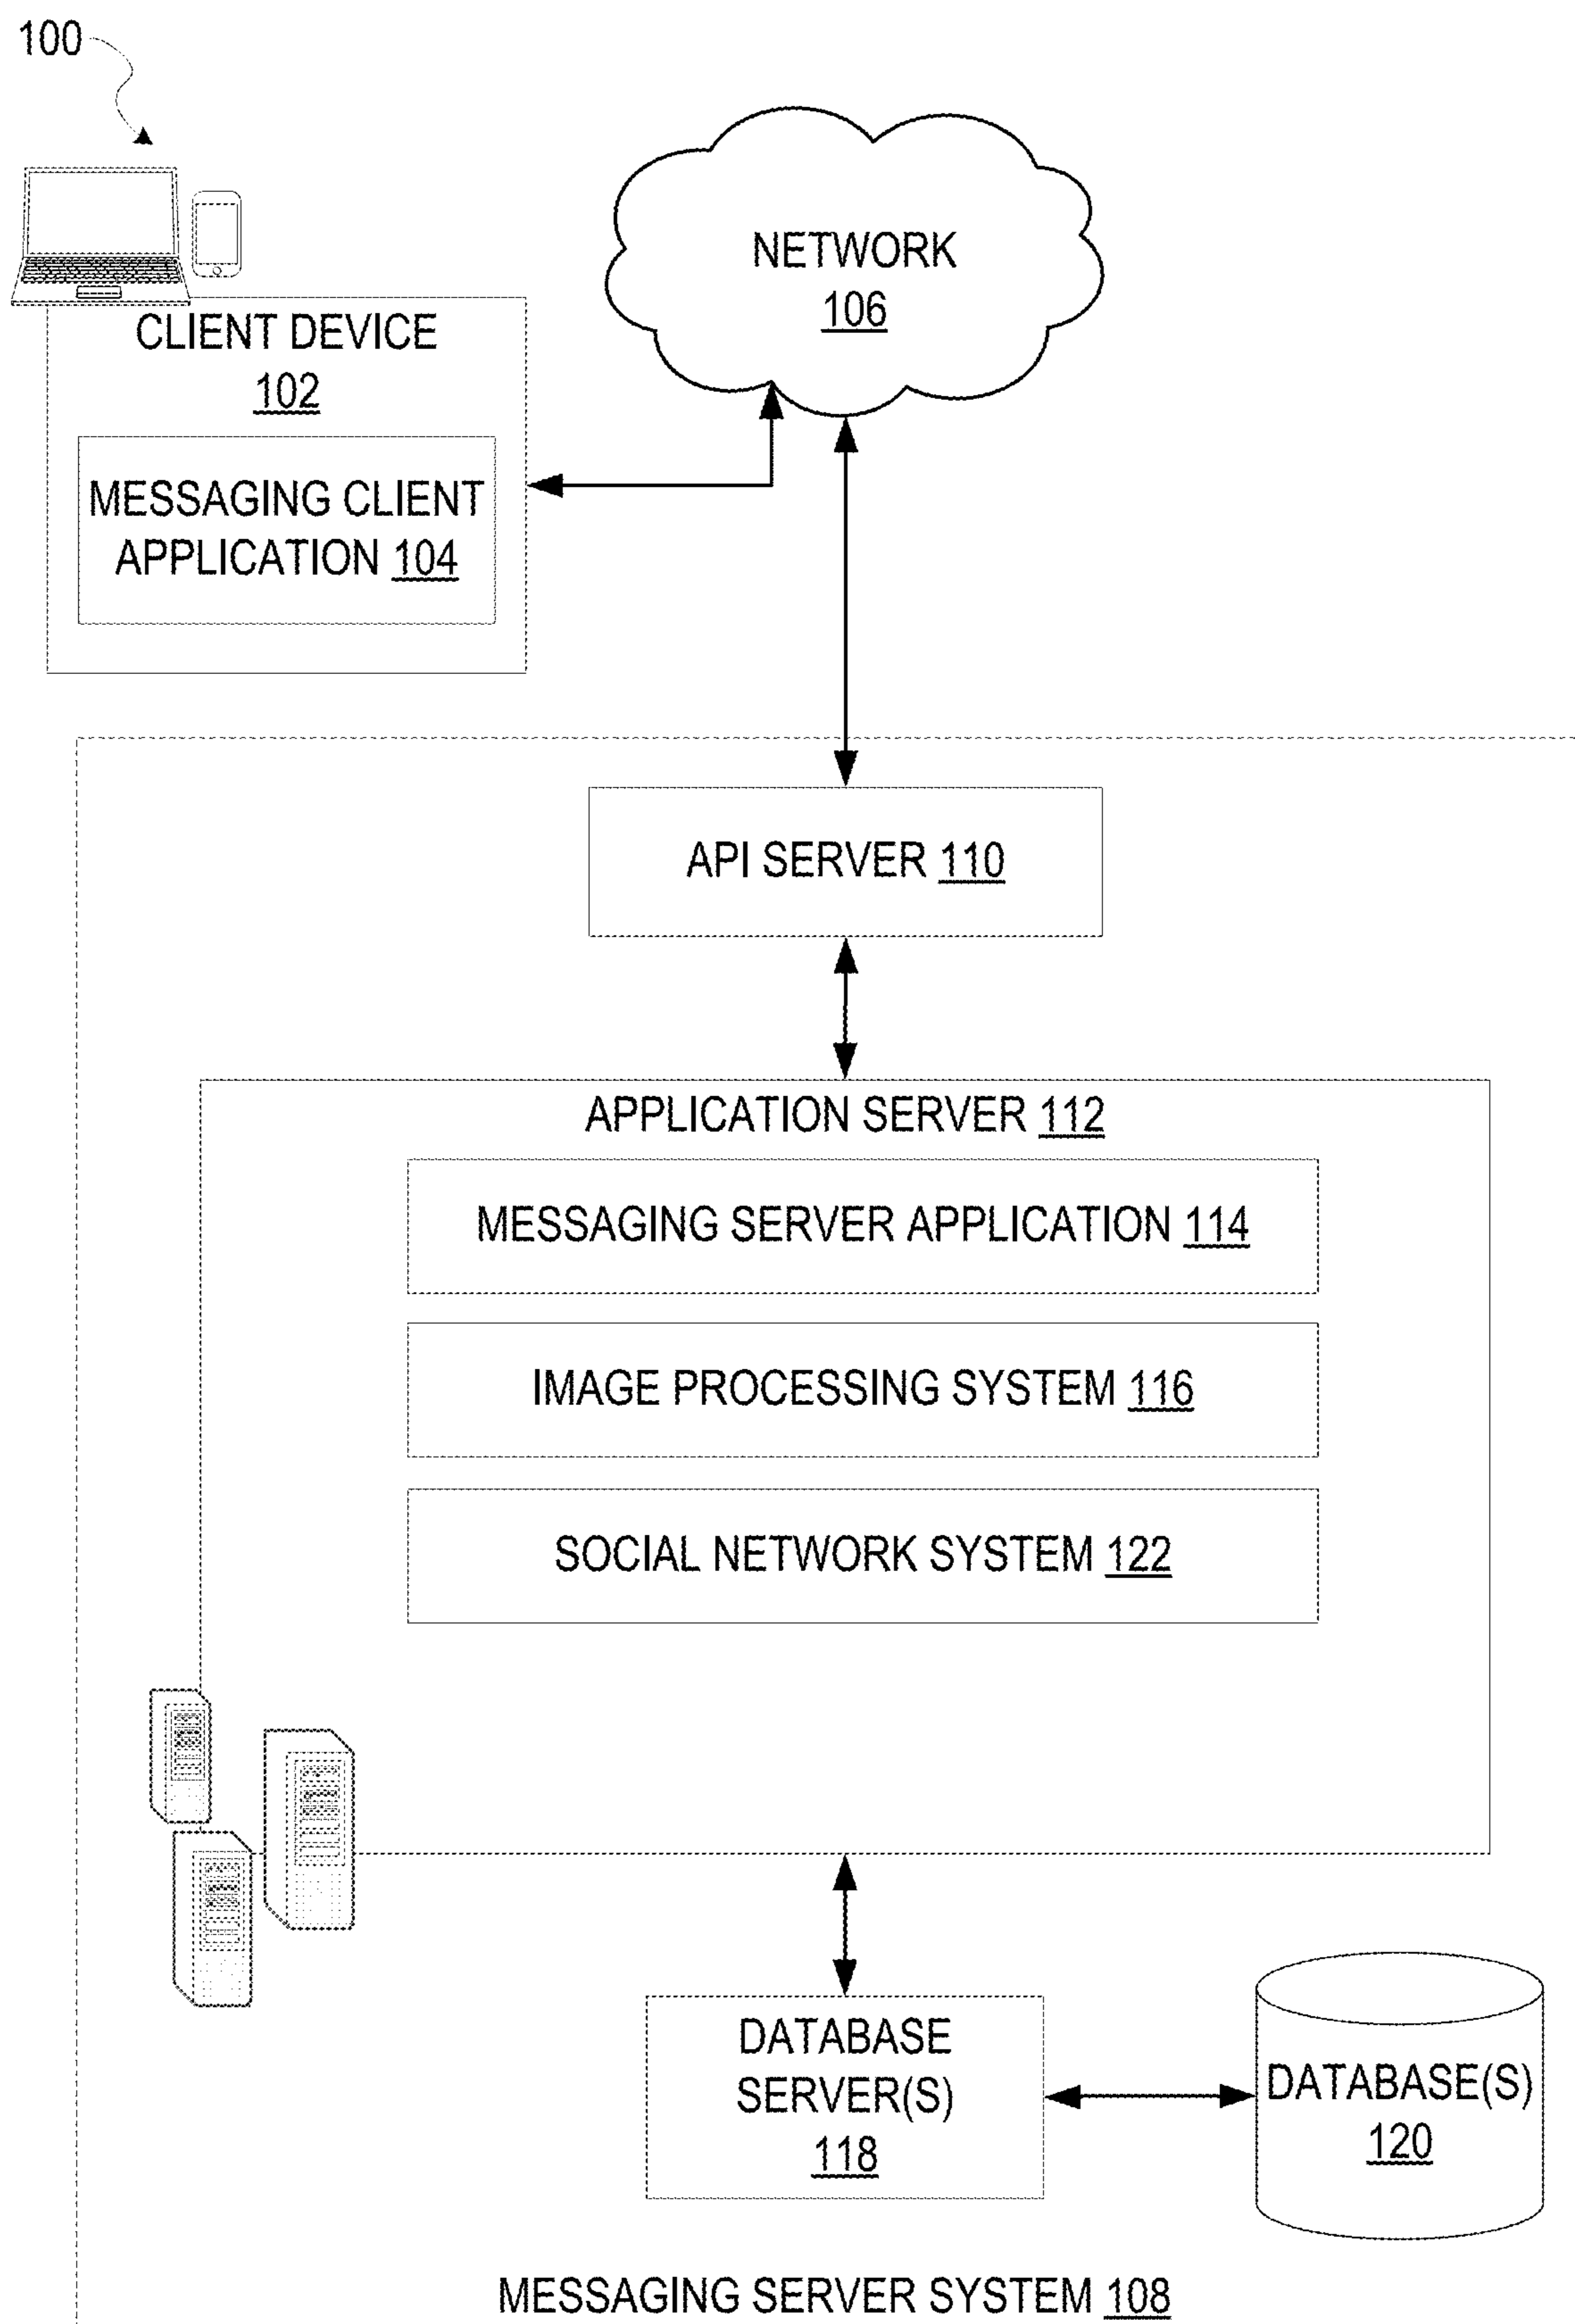 100
NETWORK
106
CLIENT DEVICE
102
MESSAGING CLIENT
APPLICATION 104
API SERVER 110
APPLICATION SERVER 112
MESSAGING SERVER APPLICATION 114
IMAGE PROCESSING SYSTEM 116
SOCIAL NETWORK SYSTEM 122
DATABASE
SERVER(S)
118
DATABASE(S)
120
MESSAGING SERVER SYSTEM 108